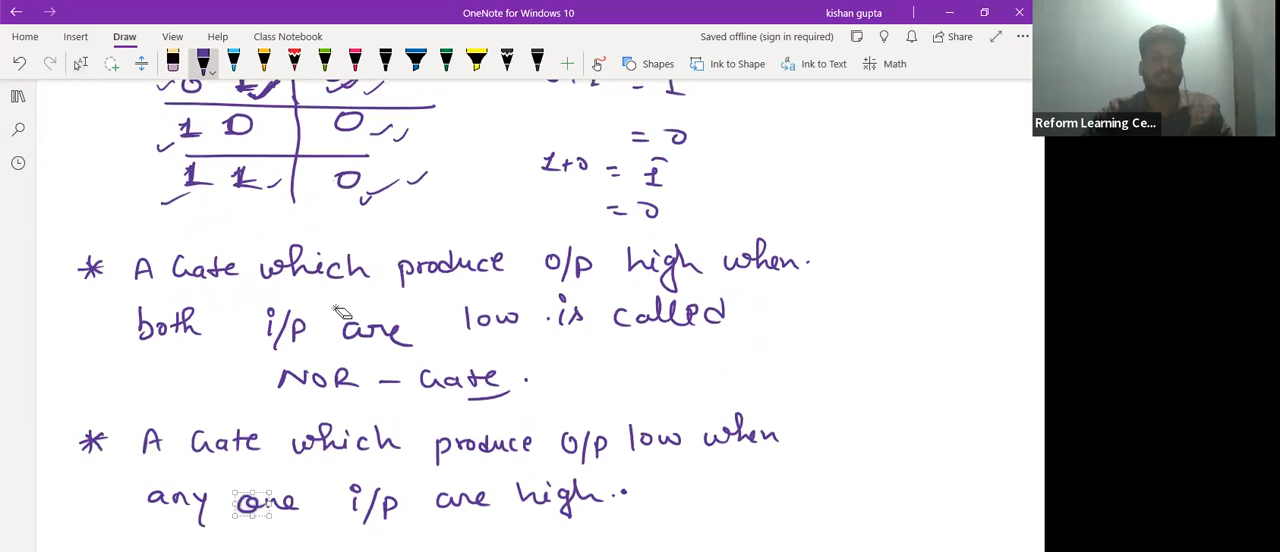 OneNote for Windows 10
kishan gupta
Home Insert Draw View Help Class Notebook
Saved offline (sign in required)
Share
Shapes
Ink to Shape
Ink to Text
Math
Reform Learning Ce...
0 1
= 1
1 0 0
= 0
1+0 = 1
1 1 0
= 0
* A Gate which produce o/p high when.
both i/p are low .is called
NOR - Gate.
* A Gate which produce o/p low when
any one i/p are high.